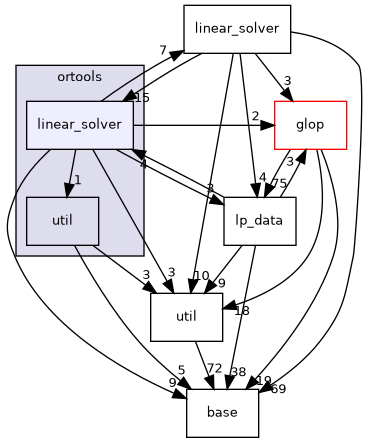 linear_solver
7
3
ortools
15
linear_solver
2
glop
4
3
1
3
4
75
util
lp_data
3
3
10
9
util
18
72
38
5
9
19
69
base